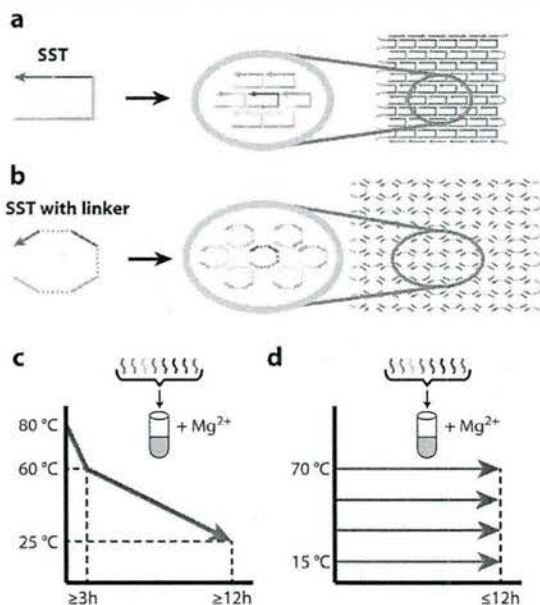 a
SST
b
SST with linker
c
+ Mg²⁺
80 °C
60 °C
25 °C
≥3h
≥12h
d
+ Mg²⁺
70 °C
15 °C
≤12h